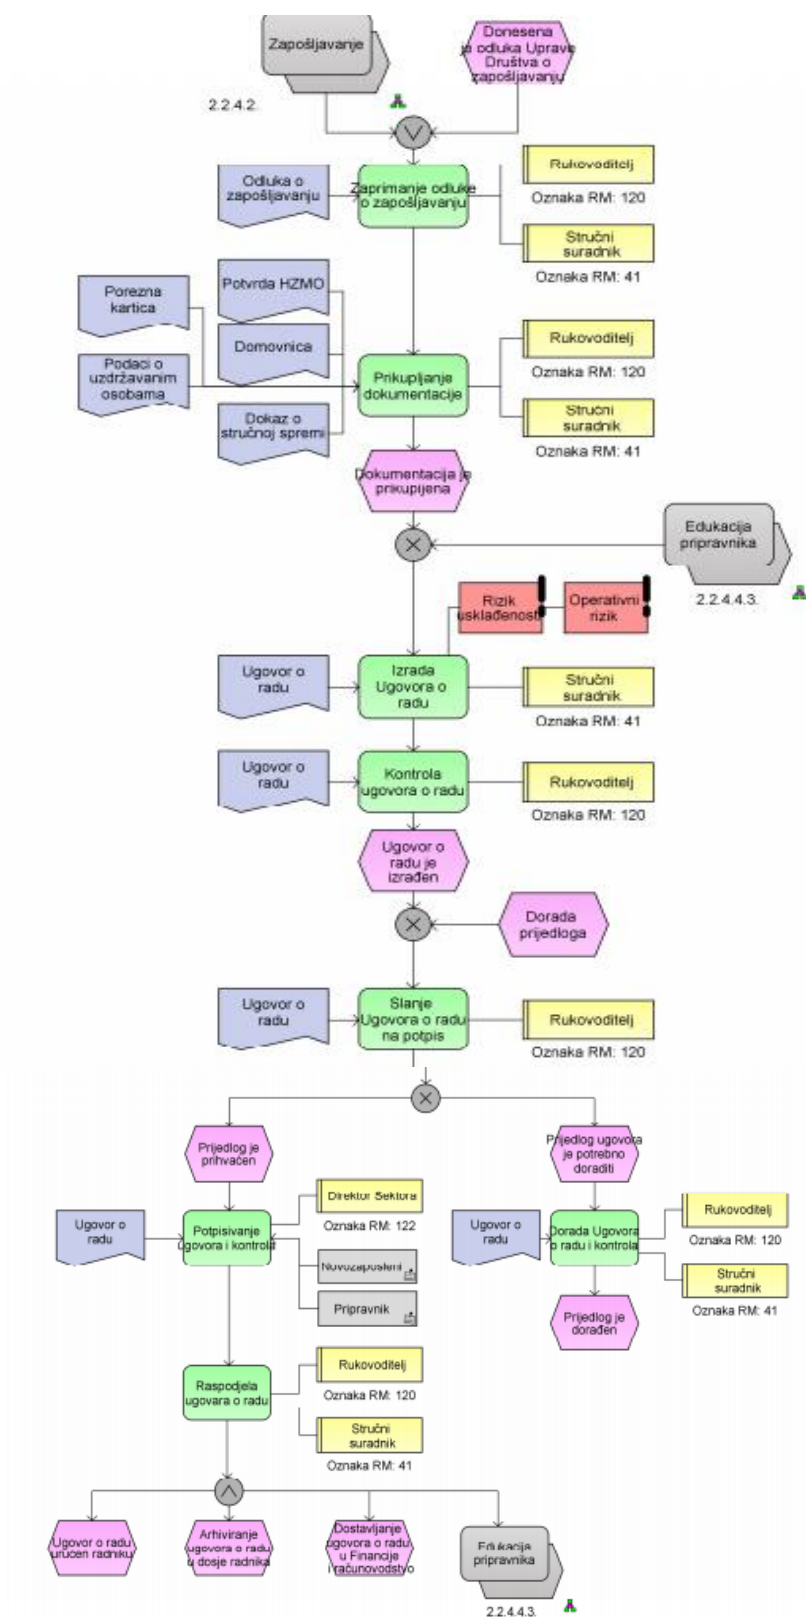 Zapošljavanje
2.2.4.2.
Donesena
je odluka Uprave
Društva o
zapošljavanju
Odluka o
zapošljavanju
Zaprimanje odluke
o zapošljavanju
Rukovoditelj
Oznaka RM: 120
Stručni
suradnik
Oznaka RM: 41
Porezna
kartica
Potvrda HZMO
Domovnica
Podaci o
uzdržavanim
osobama
Dokaz o
stručnoj spremi
Prikupljanje
dokumentacije
Rukovoditelj
Oznaka RM: 120
Stručni
suradnik
Oznaka RM: 41
Dokumentacija je
prikupljena
Edukacija
pripravnika
2.2.4.4.3.
Rizik
usklađenosti
Operativni
rizik
Ugovor o
radu
Izrada
Ugovora o
radu
Stručni
suradnik
Oznaka RM: 41
Ugovor o
radu
Kontrola
ugovora o radu
Rukovoditelj
Oznaka RM: 120
Ugovor o
radu je
izrađen
Dorada
prijedloga
Ugovor o
radu
Slanje
Ugovora o radu
na potpis
Rukovoditelj
Oznaka RM: 120
Prijedlog je
prihvaćen
Prijedlog ugovora
je potrebno
doraditi
Ugovor o
radu
Potpisivanje
ugovora i kontrola
Direktor Sektora
Oznaka RM: 122
Novozaposleni
Pripravnik
Ugovor o
radu
Dorada Ugovora
o radu i kontrola
Rukovoditelj
Oznaka RM: 120
Stručni
suradnik
Oznaka RM: 41
Prijedlog je
dorađen
Raspodjela
ugovara o radu
Rukovoditelj
Oznaka RM: 120
Stručni
suradnik
Oznaka RM: 41
Ugovor o radu
uručen radniku
Arhiviranje
ugovora o radu
u dosje radnika
Dostavljanje
ugovora o radu
u Financije
i računovodstvo
Edukacija
pripravnika
2.2.4.4.3.